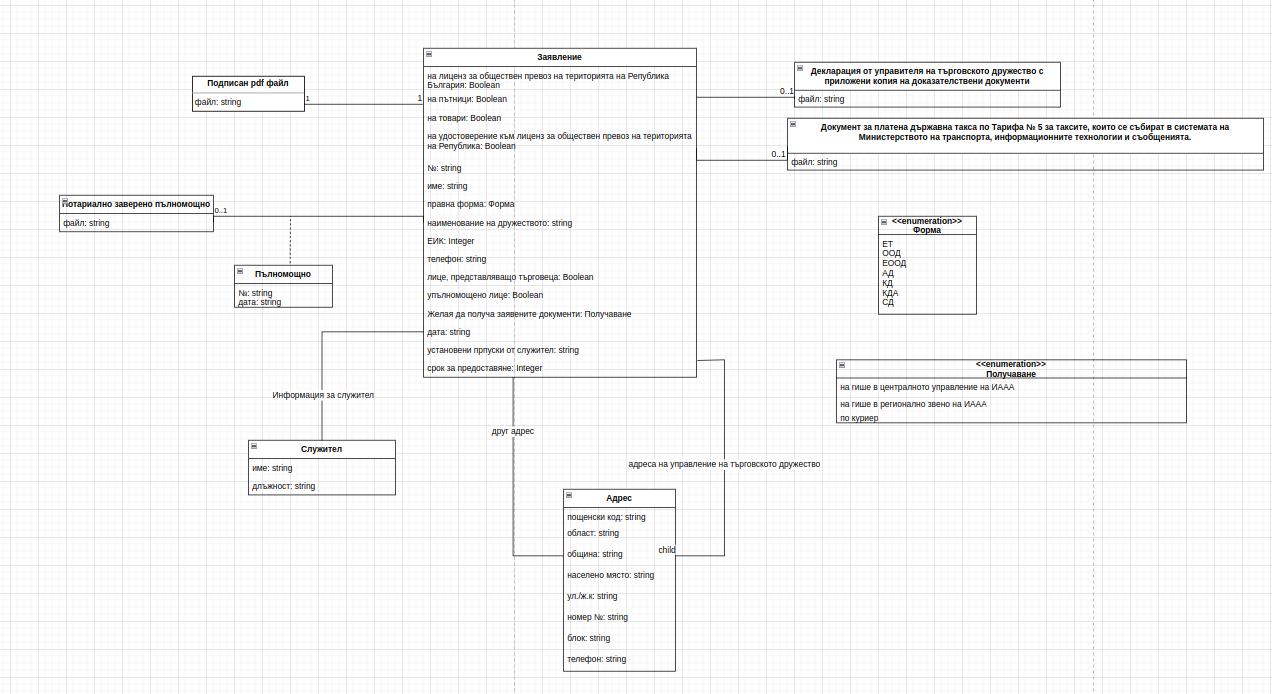 Заявление
на лиценз за обществен превоз на територията на Република
България: Boolean
на пътници: Boolean
на товари: Boolean
на удостоверение към лиценз за обществен превоз на територията
на Република: Boolean
№: string
име: string
правна форма: Форма
наименование на дружеството: string
ЕИК: Integer
телефон: string
лице, представляващо търговеца: Boolean
упълномощено лице: Boolean
Желая да получа заявените документи: Получаване
дата: string
установени прпуски от служител: string
срок за предоставяне: Integer
Подписан pdf файл
файл: string
1
1
Декларация от управителя на търговското дружество с
приложени копия на доказателствени документи
файл: string
0..1
Документ за платена държавна такса по Тарифа № 5 за таксите, които се събират в системата на
Министерството на транспорта, информационните технологии и съобщенията.
файл: string
0..1
Нотариално заверено пълномощно
файл: string
0..1
Пълномощно
№: string
дата: string
<<enumeration>>
Форма
ЕТ
ООД
ЕООД
АД
КД
КДА
СД
<<enumeration>>
Получаване
на гише в централното управление на ИААА
на гише в регионално звено на ИААА
по куриер
Информация за служител
Служител
име: string
длъжност: string
друг адрес
адреса на управление на търговското дружество
Адрес
пощенски код: string
област: string
child
община: string
населено място: string
ул./ж.к: string
номер №: string
блок: string
телефон: string